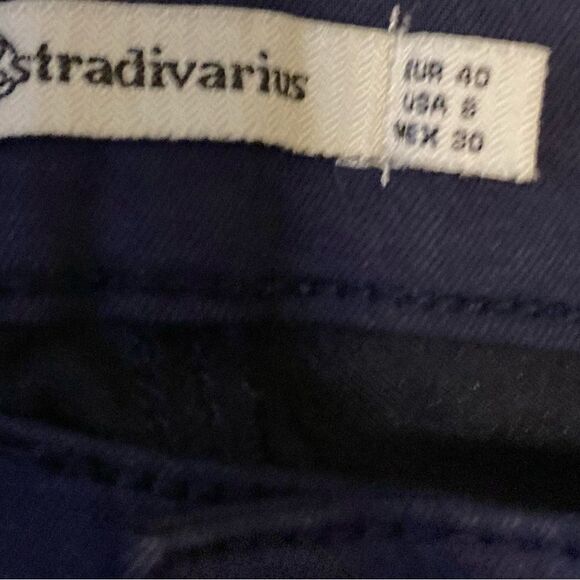 stradivarius
EUR 40
USA 8
MEX 30